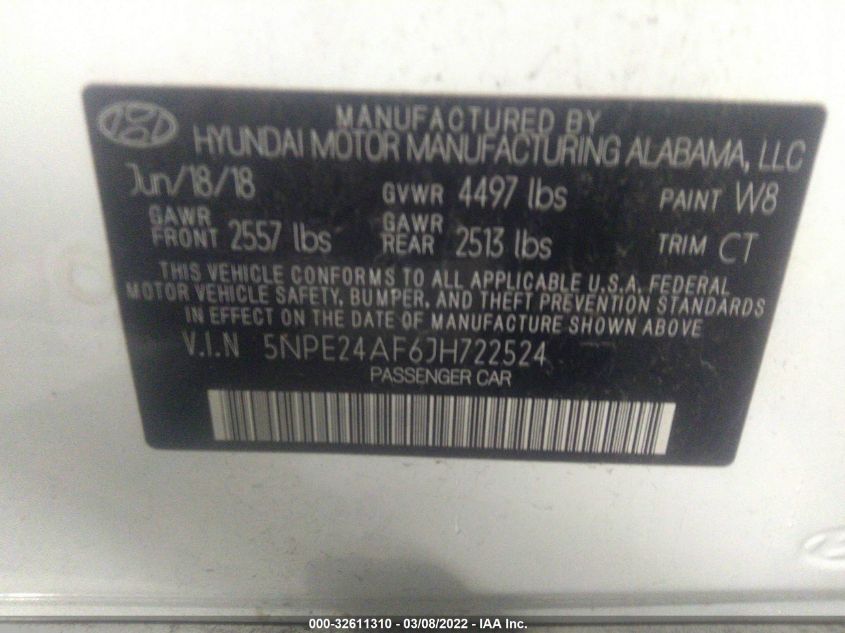 MANUFACTURED BY
HYUNDAI MOTOR MANUFACTURING ALABAMA, LLC
Jun/18/18 GVWR 4497 lbs PAINT W8
GAWR FRONT 2557 lbs GAWR REAR 2513 lbs TRIM CT
THIS VEHICLE CONFORMS TO ALL APPLICABLE U.S.A. FEDERAL
MOTOR VEHICLE SAFETY, BUMPER, AND THEFT PREVENTION STANDARDS
IN EFFECT ON THE DATE OF MANUFACTURE SHOWN ABOVE
V.I.N 5NPE24AF6JH722524
PASSENGER CAR
000-32611310 - 03/08/2022 - IAA Inc.